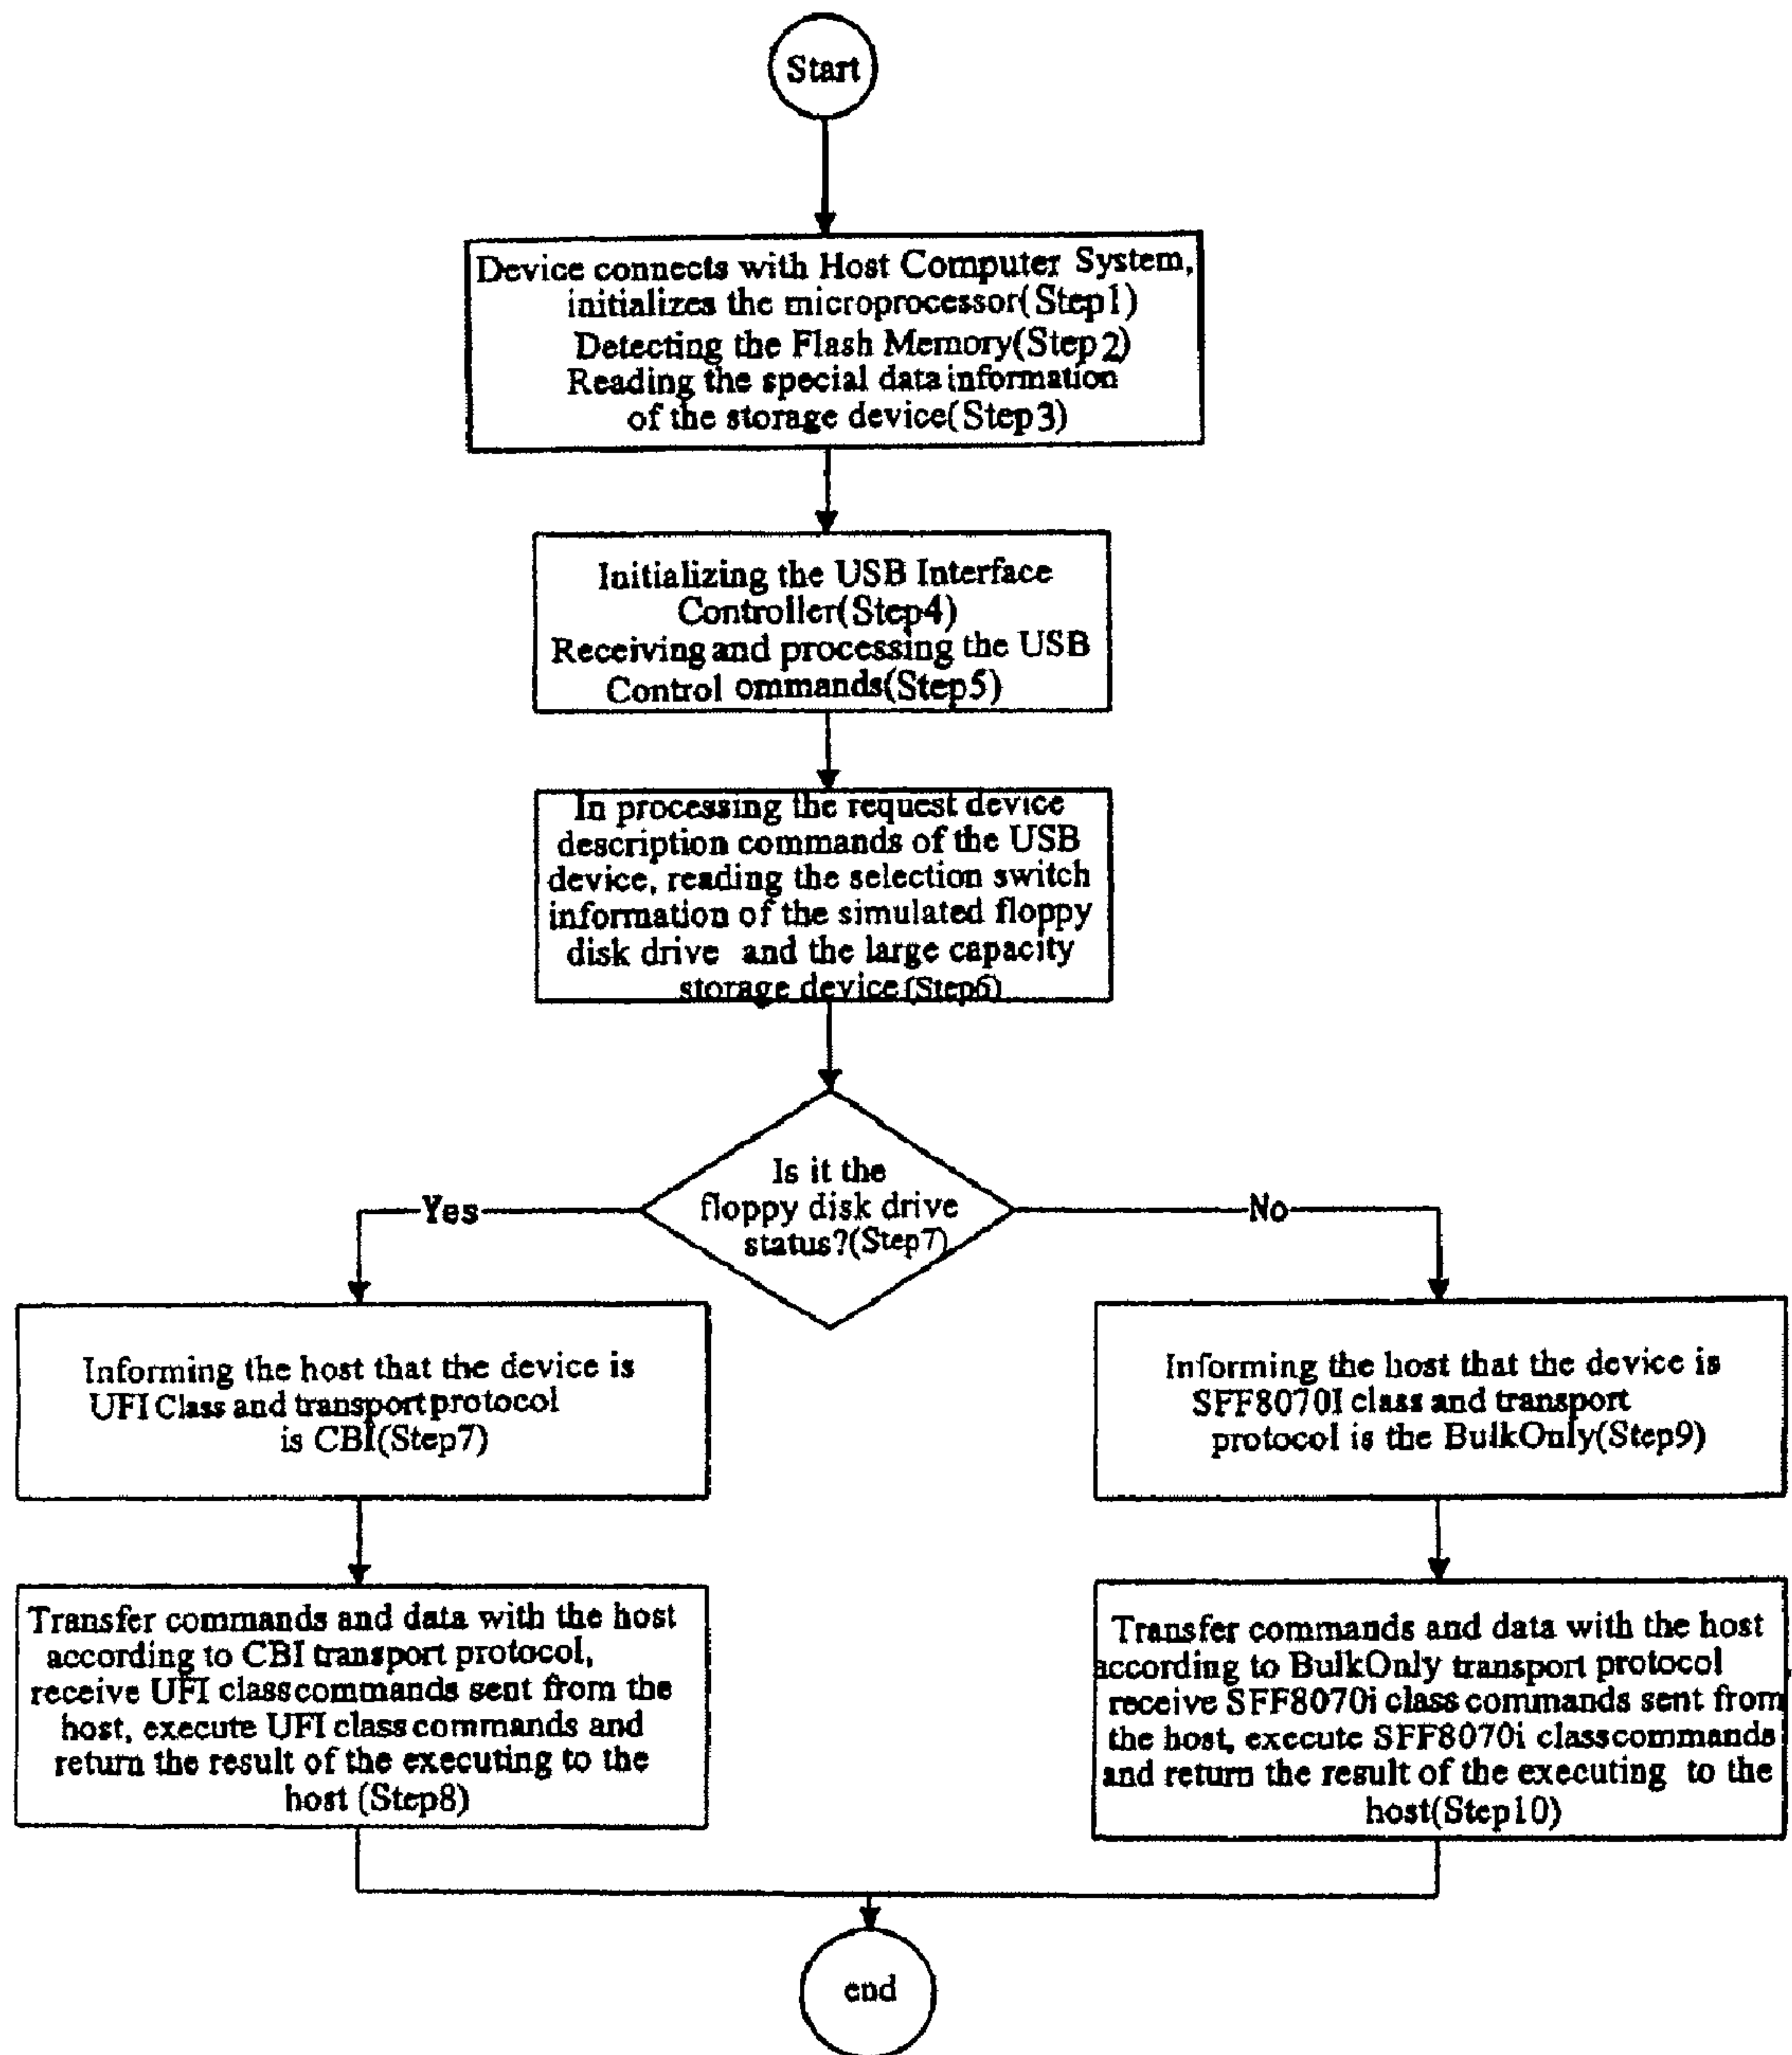 Start
Device connects with Host Computer System,
initializes the microprocessor(Step1)
Detecting the Flash Memory(Step2)
Reading the special data information
of the storage device(Step3)
Initializing the USB Interface
Controller(Step4)
Receiving and processing the USB
Control ommands(Step5)
In processing the request device
description commands of the USB
device, reading the selection switch
information of the simulated floppy
disk drive and the large capacity
storage device(Step6)
Is it the
floppy disk drive
status?(Step7)
Yes
No
Informing the host that the device is
UFI Class and transport protocol
is CBI(Step7)
Informing the host that the device is
SFF8070I class and transport
protocol is the BulkOnly(Step9)
Transfer commands and data with the host
according to CBI transport protocol,
receive UFI class commands sent from the
host, execute UFI class commands and
return the result of the executing to the
host (Step8)
Transfer commands and data with the host
according to BulkOnly transport protocol
receive SFF8070i class commands sent from
the host, execute SFF8070i class commands
and return the result of the executing to the
host(Step10)
end